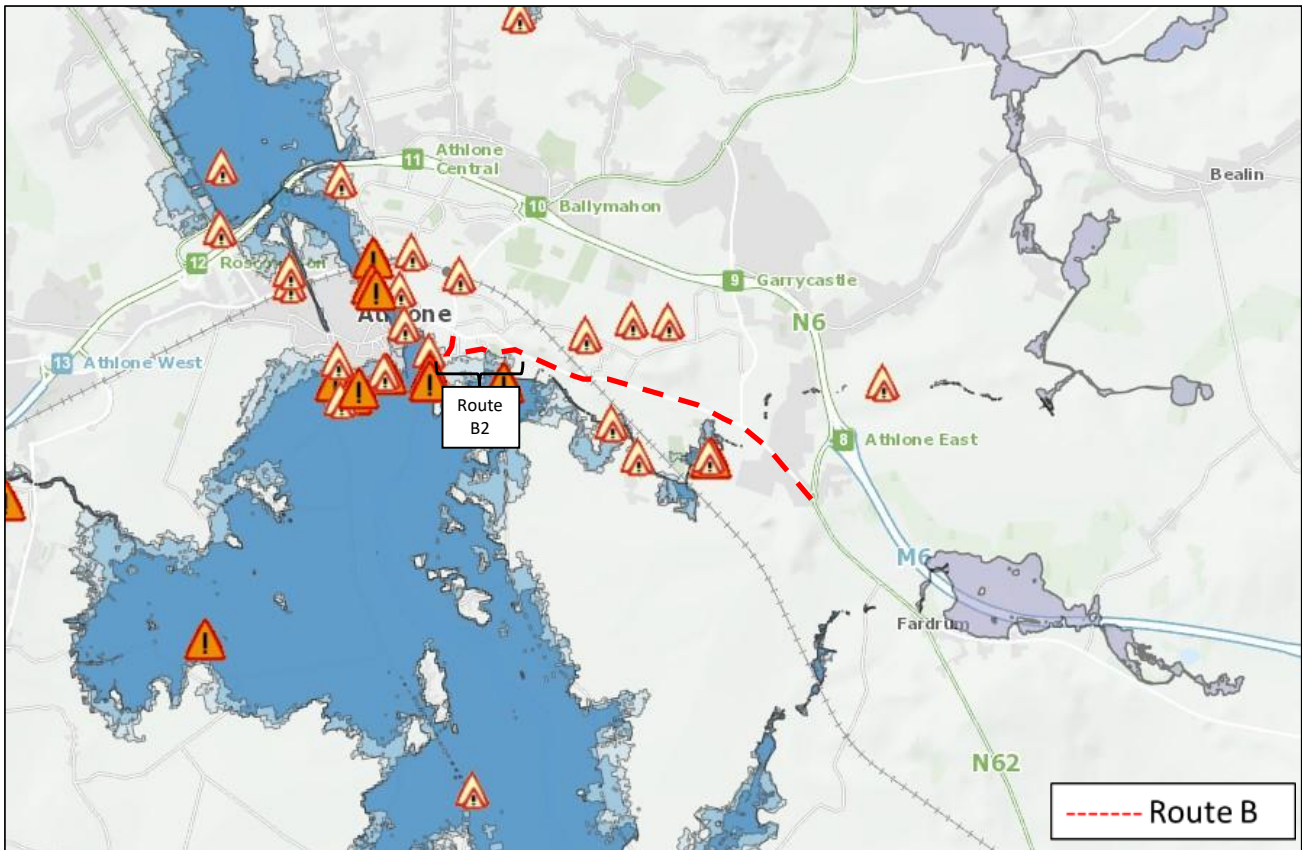 11
Athlone
Central
Bealin
10
Ballymahon
12
9
Garrycastle
Athlone
N6
13
Athlone West
Route
B2
8
Athlone East
M6
Fardrum
N62
Route B